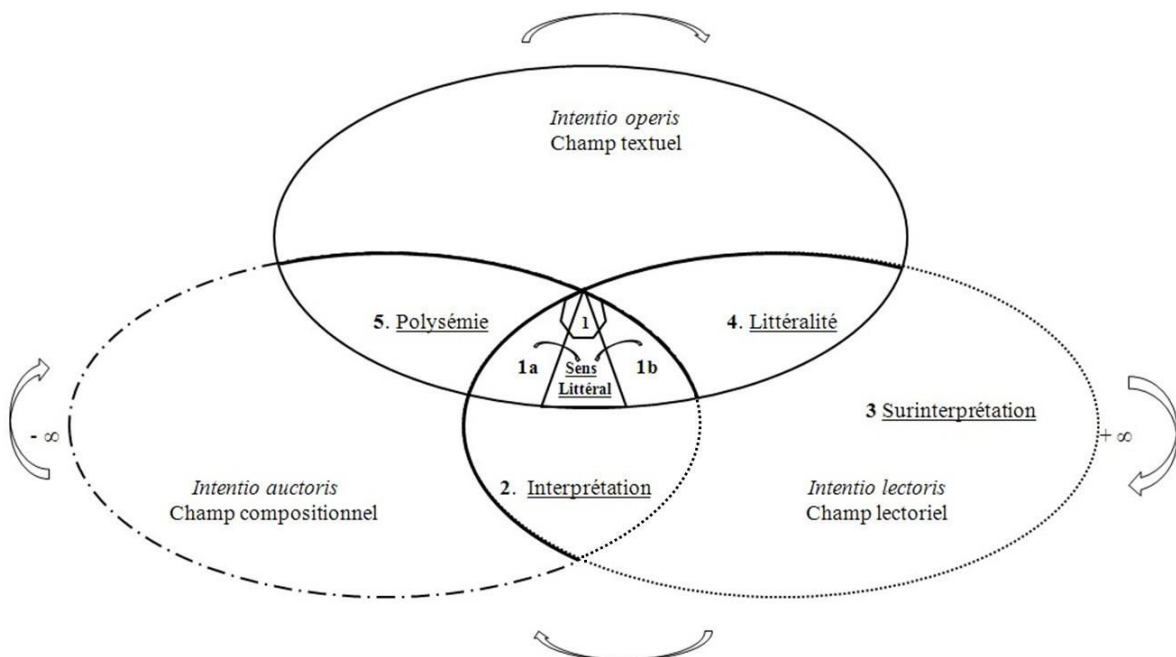 Intentio operis
Champ textuel
5. Polysémie
1
4. Littéralité
1a
Sens
Littéral
1b
3 Surinterprétation
- ∞
+ ∞
Intentio auctoris
Champ compositionnel
2. Interprétation
Intentio lectoris
Champ lectoriel